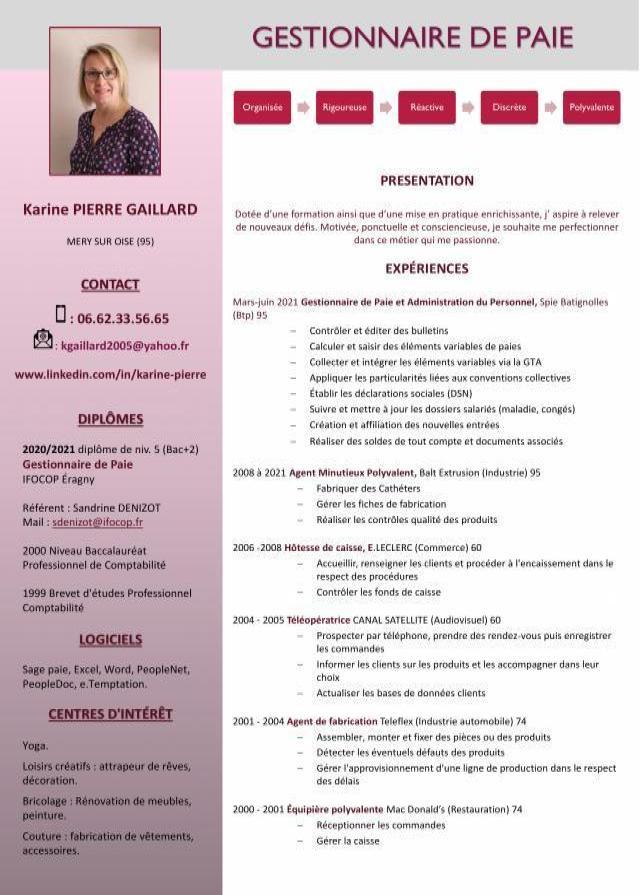 GESTIONNAIRE DE PAIE
Organisée
Rigoureuse
Réactive
Discrète
Polyvalente
Karine PIERRE GAILLARD
MERY SUR OISE (95)
CONTACT
: 06.62.33.56.65
: kgaillard2005@yahoo.fr
www.linkedin.com/in/karine-pierre
DIPLÔMES
2020/2021 diplôme de niv. 5 (Bac+2)
Gestionnaire de Paie
IFOCOP Éragny
Référent : Sandrine DENIZOT
Mail : sdenizot@ifocop.fr
2000 Niveau Baccalauréat
Professionnel de Comptabilité
1999 Brevet d'études Professionnel
Comptabilité
LOGICIELS
Sage paie, Excel, Word, PeopleNet,
PeopleDoc, e.Temptation.
CENTRES D'INTÉRÊT
Yoga.
Loisirs créatifs : attrapeur de rêves,
décoration.
Bricolage : Rénovation de meubles,
peinture.
Couture : fabrication de vêtements,
accessoires.
PRESENTATION
Dotée d'une formation ainsi que d'une mise en pratique enrichissante, j' aspire à relever
de nouveaux défis. Motivée, ponctuelle et consciencieuse, je souhaite me perfectionner
dans ce métier qui me passionne.
EXPÉRIENCES
Mars-juin 2021 Gestionnaire de Paie et Administration du Personnel, Spie Batignolles
(Btp) 95
– Contrôler et éditer des bulletins
– Calculer et saisir des éléments variables de paies
– Collecter et intégrer les éléments variables via la GTA
– Appliquer les particularités liées aux conventions collectives
– Établir les déclarations sociales (DSN)
– Suivre et mettre à jour les dossiers salariés (maladie, congés)
– Création et affiliation des nouvelles entrées
– Réaliser des soldes de tout compte et documents associés
2008 à 2021 Agent Minutieux Polyvalent, Balt Extrusion (Industrie) 95
– Fabriquer des Cathéters
– Gérer les fiches de fabrication
– Réaliser les contrôles qualité des produits
2006 -2008 Hôtesse de caisse, E.LECLERC (Commerce) 60
– Accueillir, renseigner les clients et procéder à l'encaissement dans le
respect des procédures
– Contrôler les fonds de caisse
2004 - 2005 Téléopératrice CANAL SATELLITE (Audiovisuel) 60
– Prospecter par téléphone, prendre des rendez-vous puis enregistrer
les commandes
– Informer les clients sur les produits et les accompagner dans leur
choix
– Actualiser les bases de données clients
2001 - 2004 Agent de fabrication Teleflex (Industrie automobile) 74
– Assembler, monter et fixer des pièces ou des produits
– Détecter les éventuels défauts des produits
– Gérer l'approvisionnement d'une ligne de production dans le respect
des délais
2000 - 2001 Équipière polyvalente Mac Donald's (Restauration) 74
– Réceptionner les commandes
– Gérer la caisse